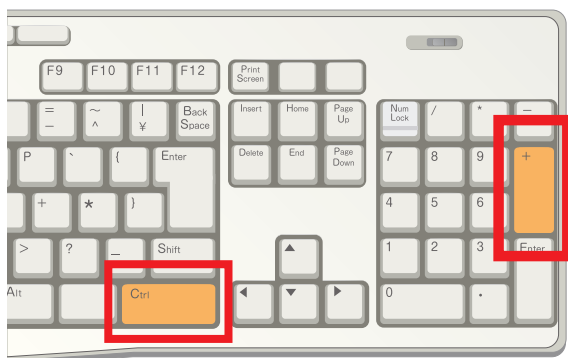 F9 F10 F11 F12 Print
Screen
= ~ | Back
Space Insert Home Page
Up Num
Lock / * −
− ^ ¥
P ` { Enter Delete End Page
Down 7 8 9 +
+ * } 4 5 6
> ? _ Shift ▲ 1 2 3 Enter
Alt Ctrl ◀ ▼ ▶ 0 .